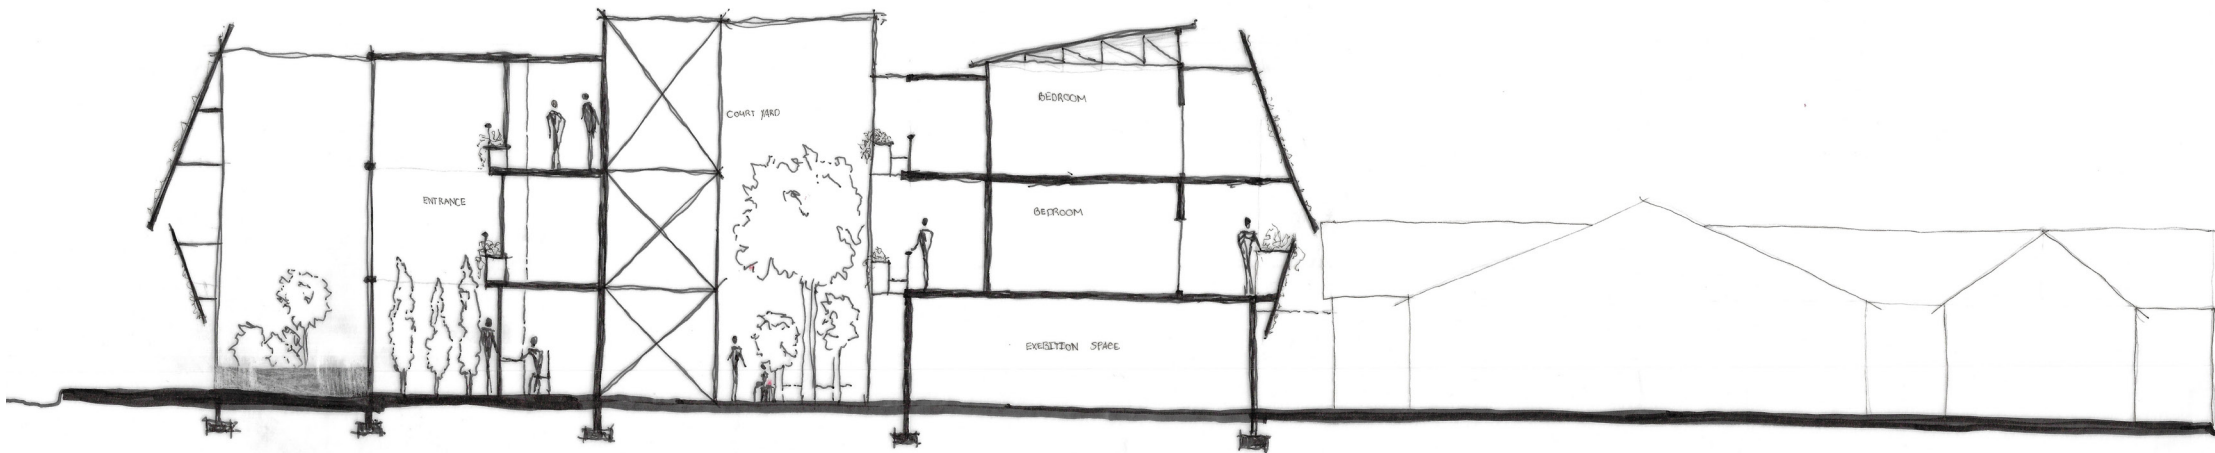 COURT YARD
BEDROOM
ENTRANCE
BEDROOM
EXEBITION SPACE